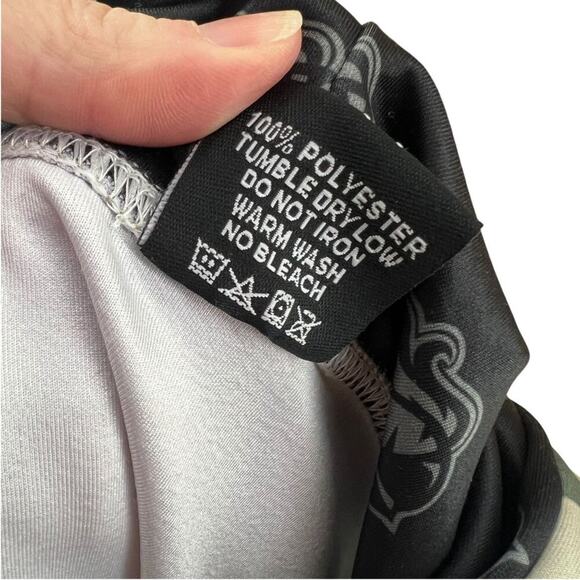 100% POLYESTER
TUMBLE DRY LOW
DO NOT IRON
WARM WASH
NO BLEACH